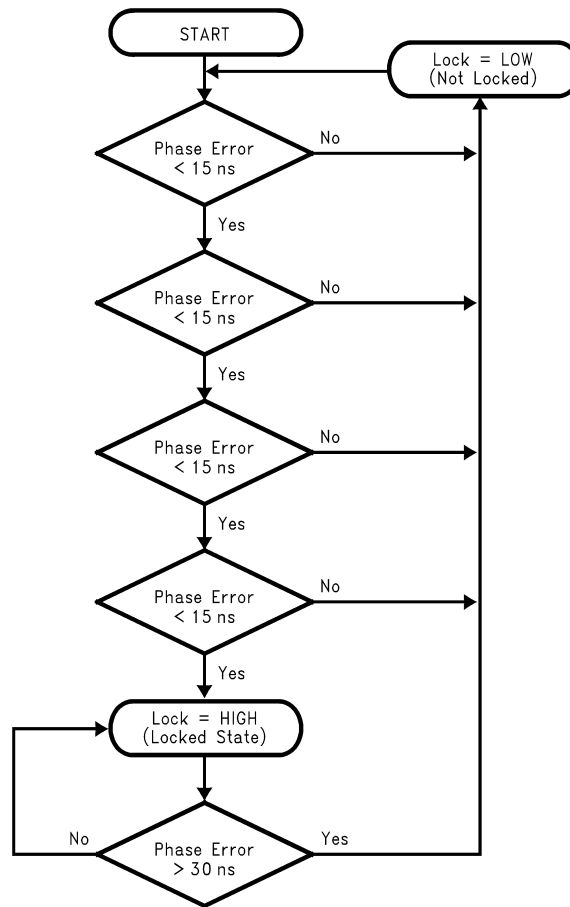 START
Lock = LOW
(Not Locked)
Phase Error
< 15 ns
No
Yes
Phase Error
< 15 ns
No
Yes
Phase Error
< 15 ns
No
Yes
Phase Error
< 15 ns
No
Yes
Lock = HIGH
(Locked State)
No
Phase Error
> 30 ns
Yes